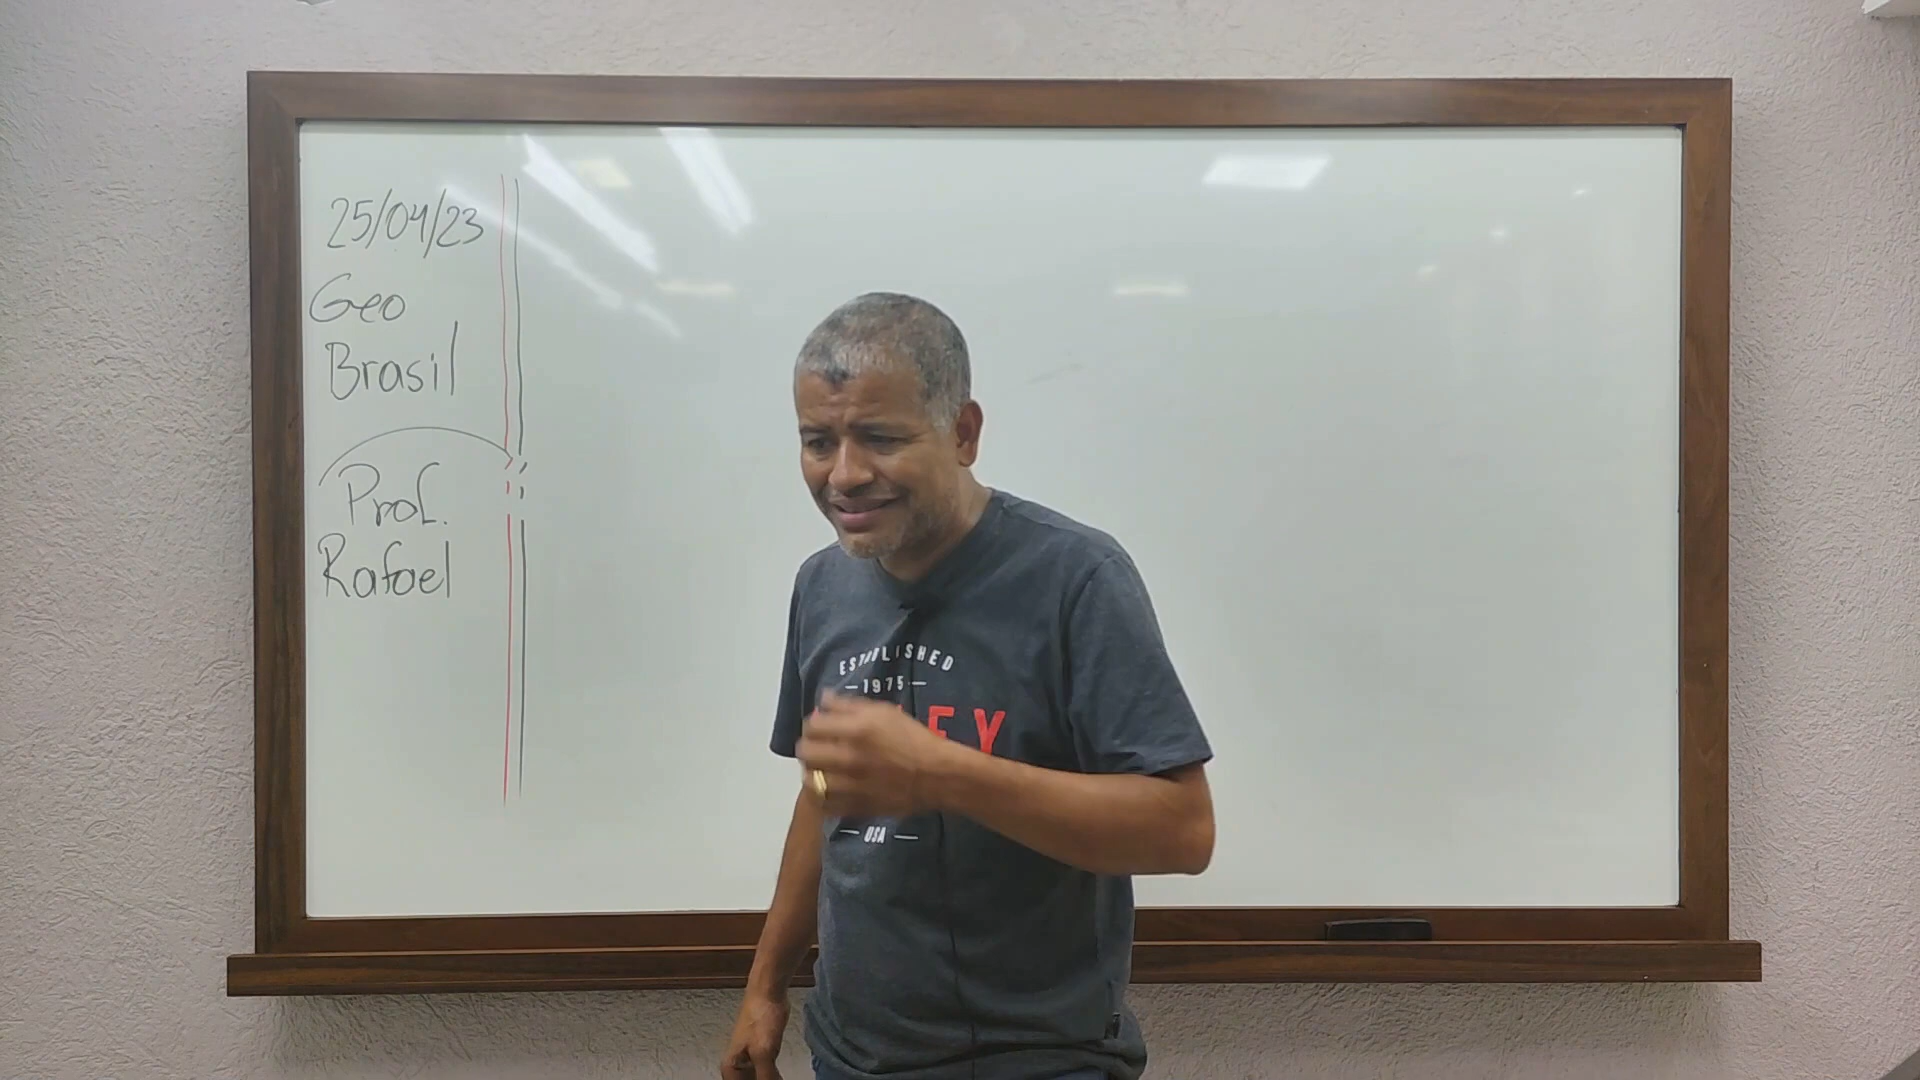 25/04/23
Geo
Brasil
Prof.
Rafael
ESTABLISHED
1975
USA